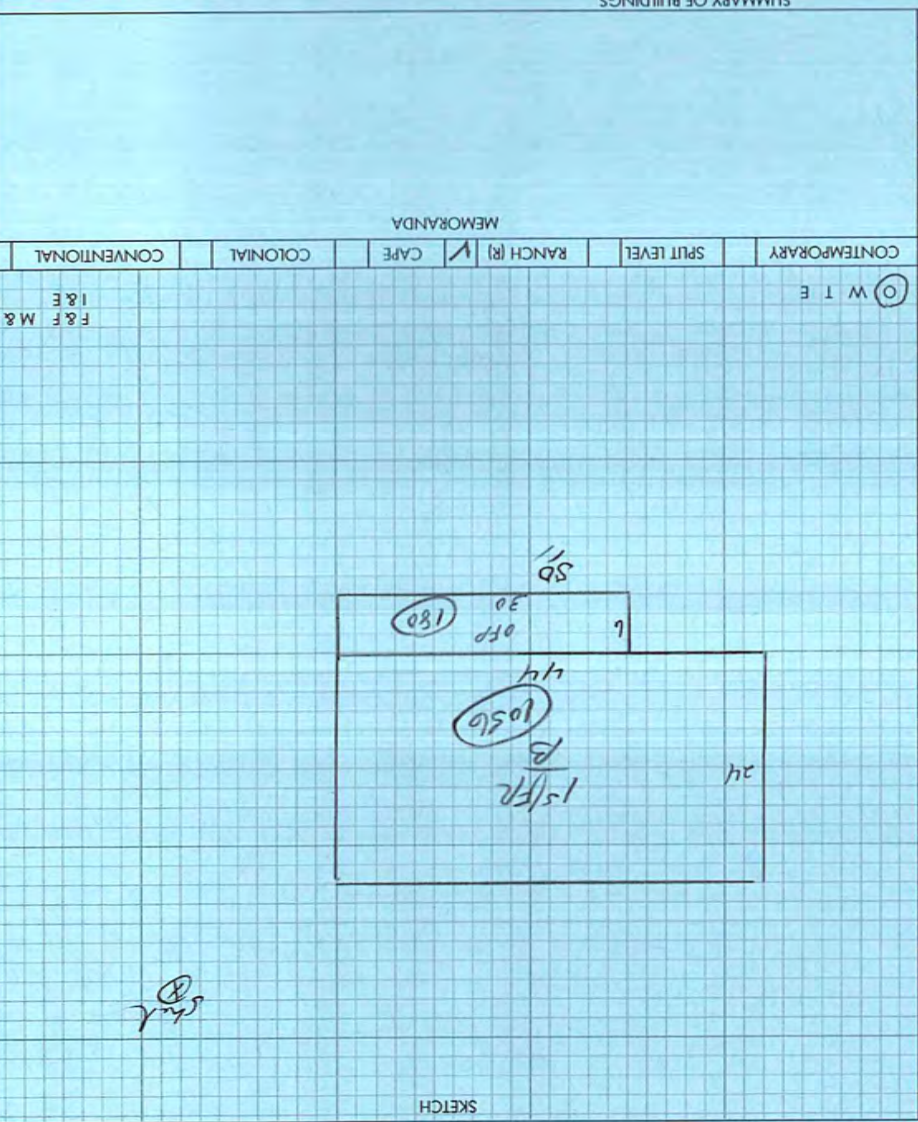 SKETCH
Shed
X
24
1S/FR
B
1056
44
6
OFP
30
180
O W T E
F & F M &
I & E
CONTEMPORARY SPLIT LEVEL RANCH (R) ✓ CAPE COLONIAL CONVENTIONAL
MEMORANDA
SUMMARY OF BUILDINGS